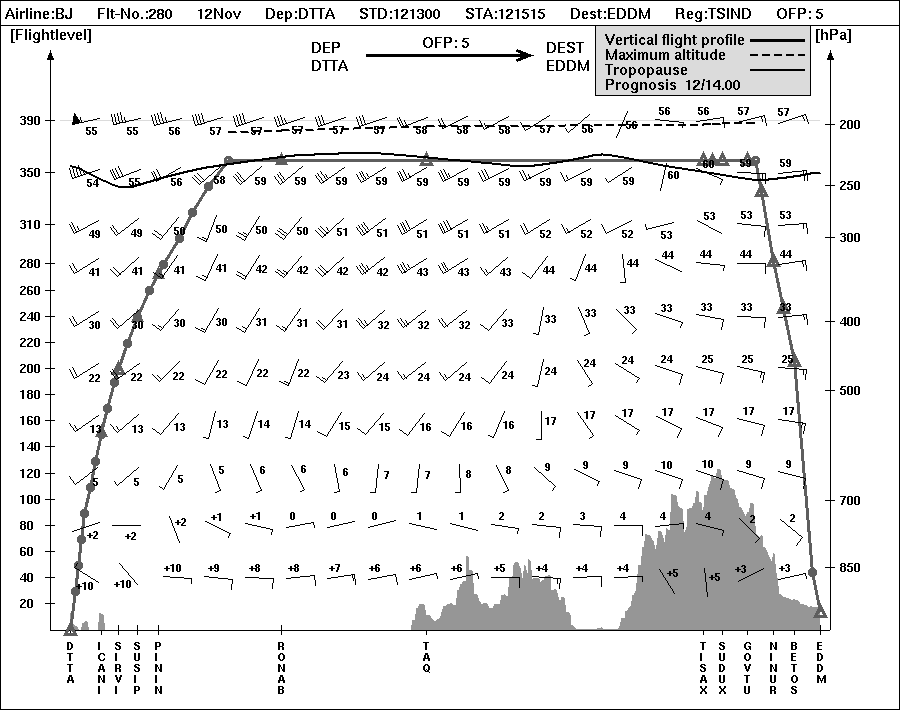 Airline:BJ Flt-No.:280 12Nov Dep:DTTA STD:121300 STA:121515 Dest:EDDM Reg:TSIND OFP: 5
[Flightlevel] [hPa]
DEP OFP: 5 DEST
DTTA EDDM
Vertical flight profile
Maximum altitude
Tropopause
Prognosis 12/14.00
56 56 57 57
390 55 55 56 57 57 57 57 57 58 58 58 57 56 56 200
60 59 59
350 54 55 56 58 59 59 59 59 59 59 59 59 59 59 60 250
53 53 53
310 49 49 50 50 50 50 51 51 51 51 51 52 52 52 53 300
44 44 44 44
280 41 41 41 41 42 42 42 42 43 43 43 44 44 44
260
33 33 33 33
240 30 30 30 30 31 31 31 32 32 32 33 33 33 33 400
220
25 25 25
200 22 22 22 22 22 22 23 24 24 24 24 24 24 24 24
180 500
160 17 17 17 17 17 17 17
140 13 13 13 13 14 14 15 15 16 16 16
120 10 10 9 9
5 5 5 5 6 6 6 7 7 8 8 9 9 9
100 700
80 +2 +2 +2 +1 +1 0 0 0 1 1 2 2 3 4 4 4 2 2
60
40 +10 +10 +10 +9 +8 +8 +7 +6 +6 +6 +5 +4 +4 +4 +5 +5 +3 +3 850
20
DTTA
ICANI
SIRVI
SUSIP
PININ
RONAB
TAQ
TISAX
SUDUX
GOVTU
NINUR
BETOS
EDDM